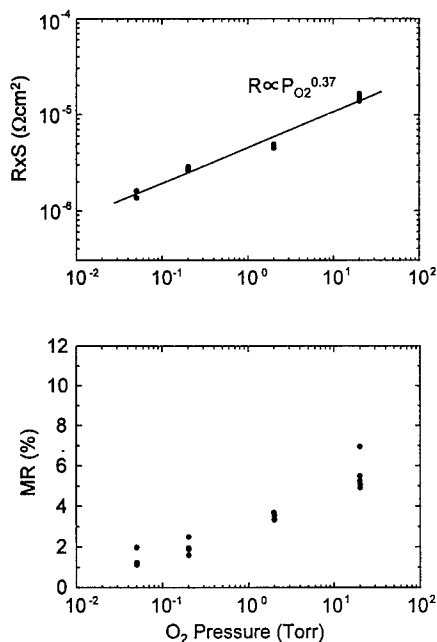 10⁻⁴
R∝P_O2^0.37
10⁻⁵
RxS (Ωcm²)
10⁻⁶
10⁻² 10⁻¹ 10⁰ 10¹ 10²
12
10
8
MR (%)
6
4
2
0
10⁻² 10⁻¹ 10⁰ 10¹ 10²
O₂ Pressure (Torr)